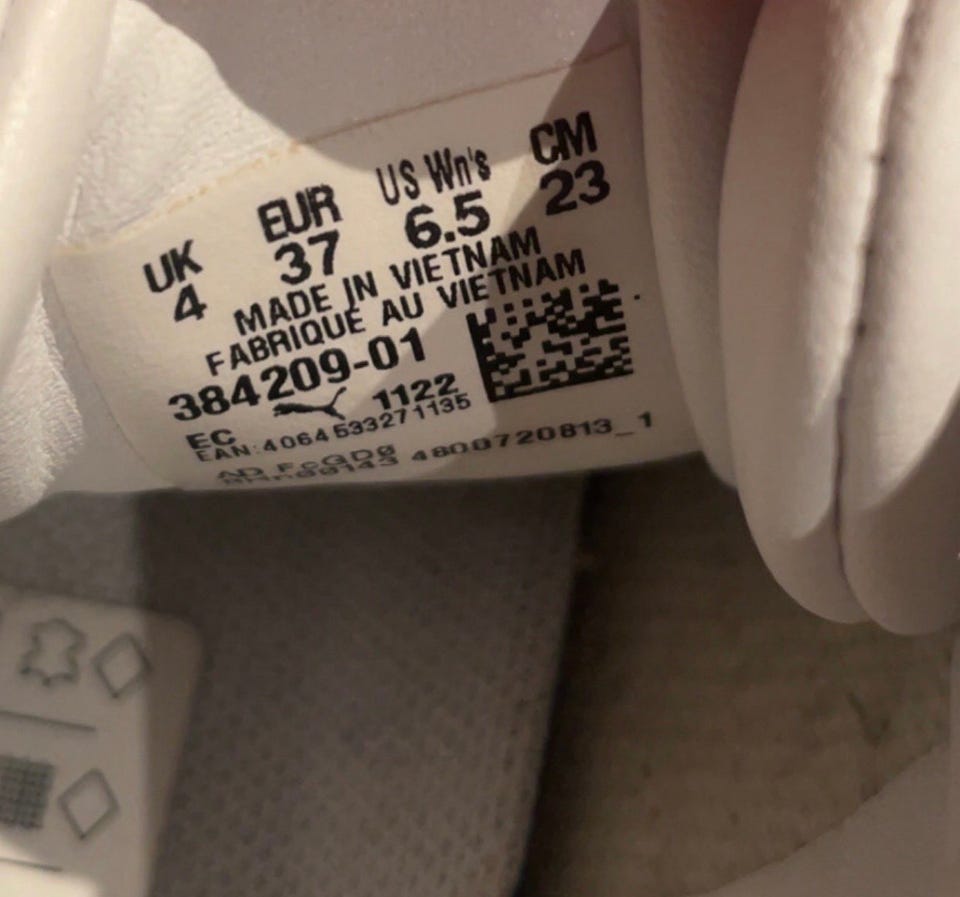 UK EUR US Wn's CM
4 37 6.5 23
MADE IN VIETNAM
FABRIQUE AU VIETNAM
384209-01
1122
EC
EAN:4064533271135
4800720813_1